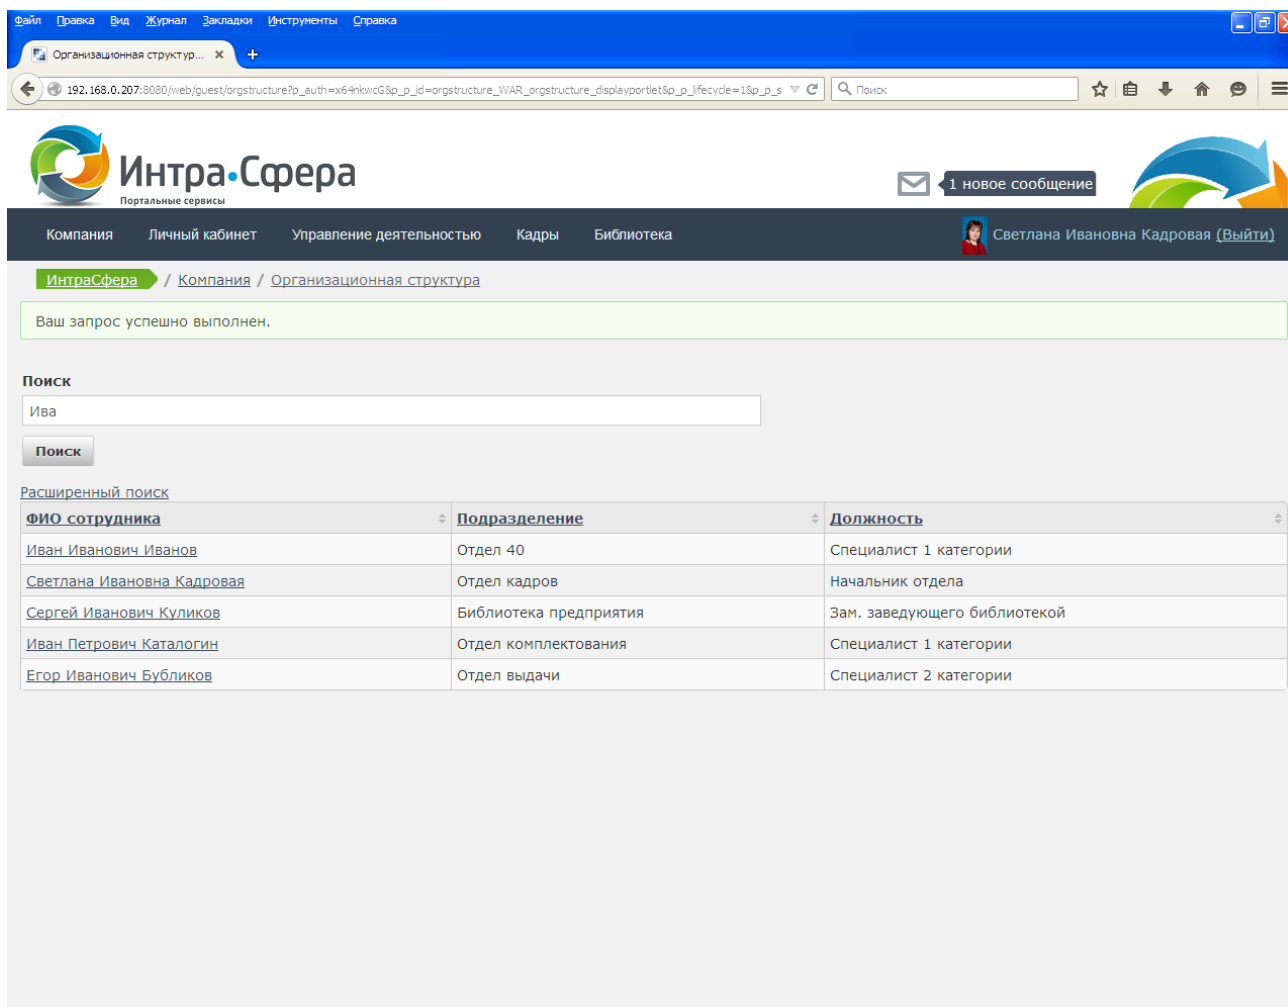 Файл Правка Вид Журнал Закладки Инструменты Справка
Организационная структур...
192.168.0.207:8080/web/guest/orgstructure?p_auth=x64nkwcG&p_p_id=orgstructure_WAR_orgstructure_displayportlet&p_p_lifecycle=1&p_p_s Поиск
Интра•Сфера
Портальные сервисы
1 новое сообщение
Компания Личный кабинет Управление деятельностью Кадры Библиотека Светлана Ивановна Кадровая (Выйти)
ИнтраСфера / Компания / Организационная структура
Ваш запрос успешно выполнен.
Поиск
Ива
Поиск
Расширенный поиск
ФИО сотрудника Подразделение Должность
Иван Иванович Иванов Отдел 40 Специалист 1 категории
Светлана Ивановна Кадровая Отдел кадров Начальник отдела
Сергей Иванович Куликов Библиотека предприятия Зам. заведующего библиотекой
Иван Петрович Каталогин Отдел комплектования Специалист 1 категории
Егор Иванович Бубликов Отдел выдачи Специалист 2 категории